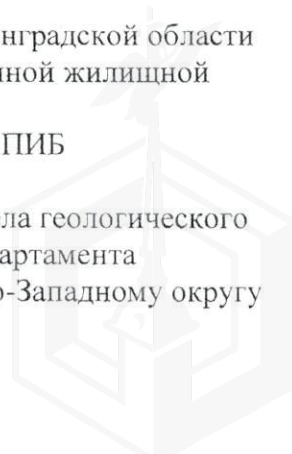 нградской области
нной жилищной
ПИБ
ла геологического
артамента
о-Западному округу